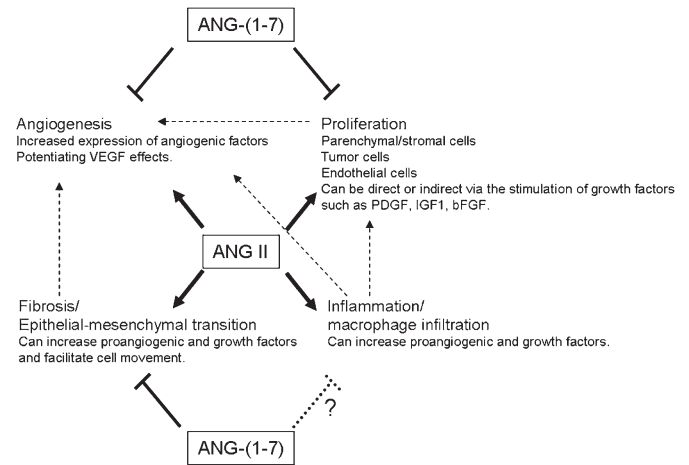 ANG-(1-7)
Angiogenesis
Increased expression of angiogenic factors
Potentiating VEGF effects.
Proliferation
Parenchymal/stromal cells
Tumor cells
Endothelial cells
Can be direct or indirect via the stimulation of growth factors
such as PDGF, IGF1, bFGF.
ANG II
Fibrosis/
Epithelial-mesenchymal transition
Can increase proangiogenic and growth factors
and facilitate cell movement.
Inflammation/
macrophage infiltration
Can increase proangiogenic and growth factors.
?
ANG-(1-7)